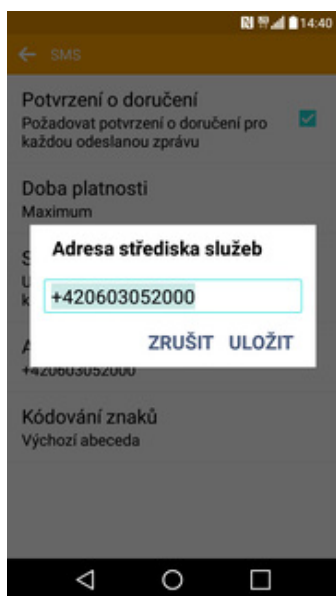 14:40
SMS
Potvrzení o doručení
Požadovat potvrzení o doručení pro
každou odeslanou zprávu
Doba platnosti
Maximum
Adresa střediska služeb
+420603052000
ZRUŠIT ULOŽIT
+420603052000
Kódování znaků
Výchozí abeceda